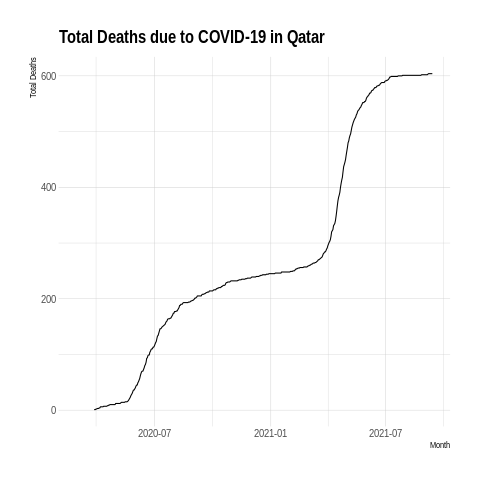 Total Deaths due to COVID-19 in Qatar
Total Deaths
600
400
200
0
2020-07
2021-01
2021-07
Month